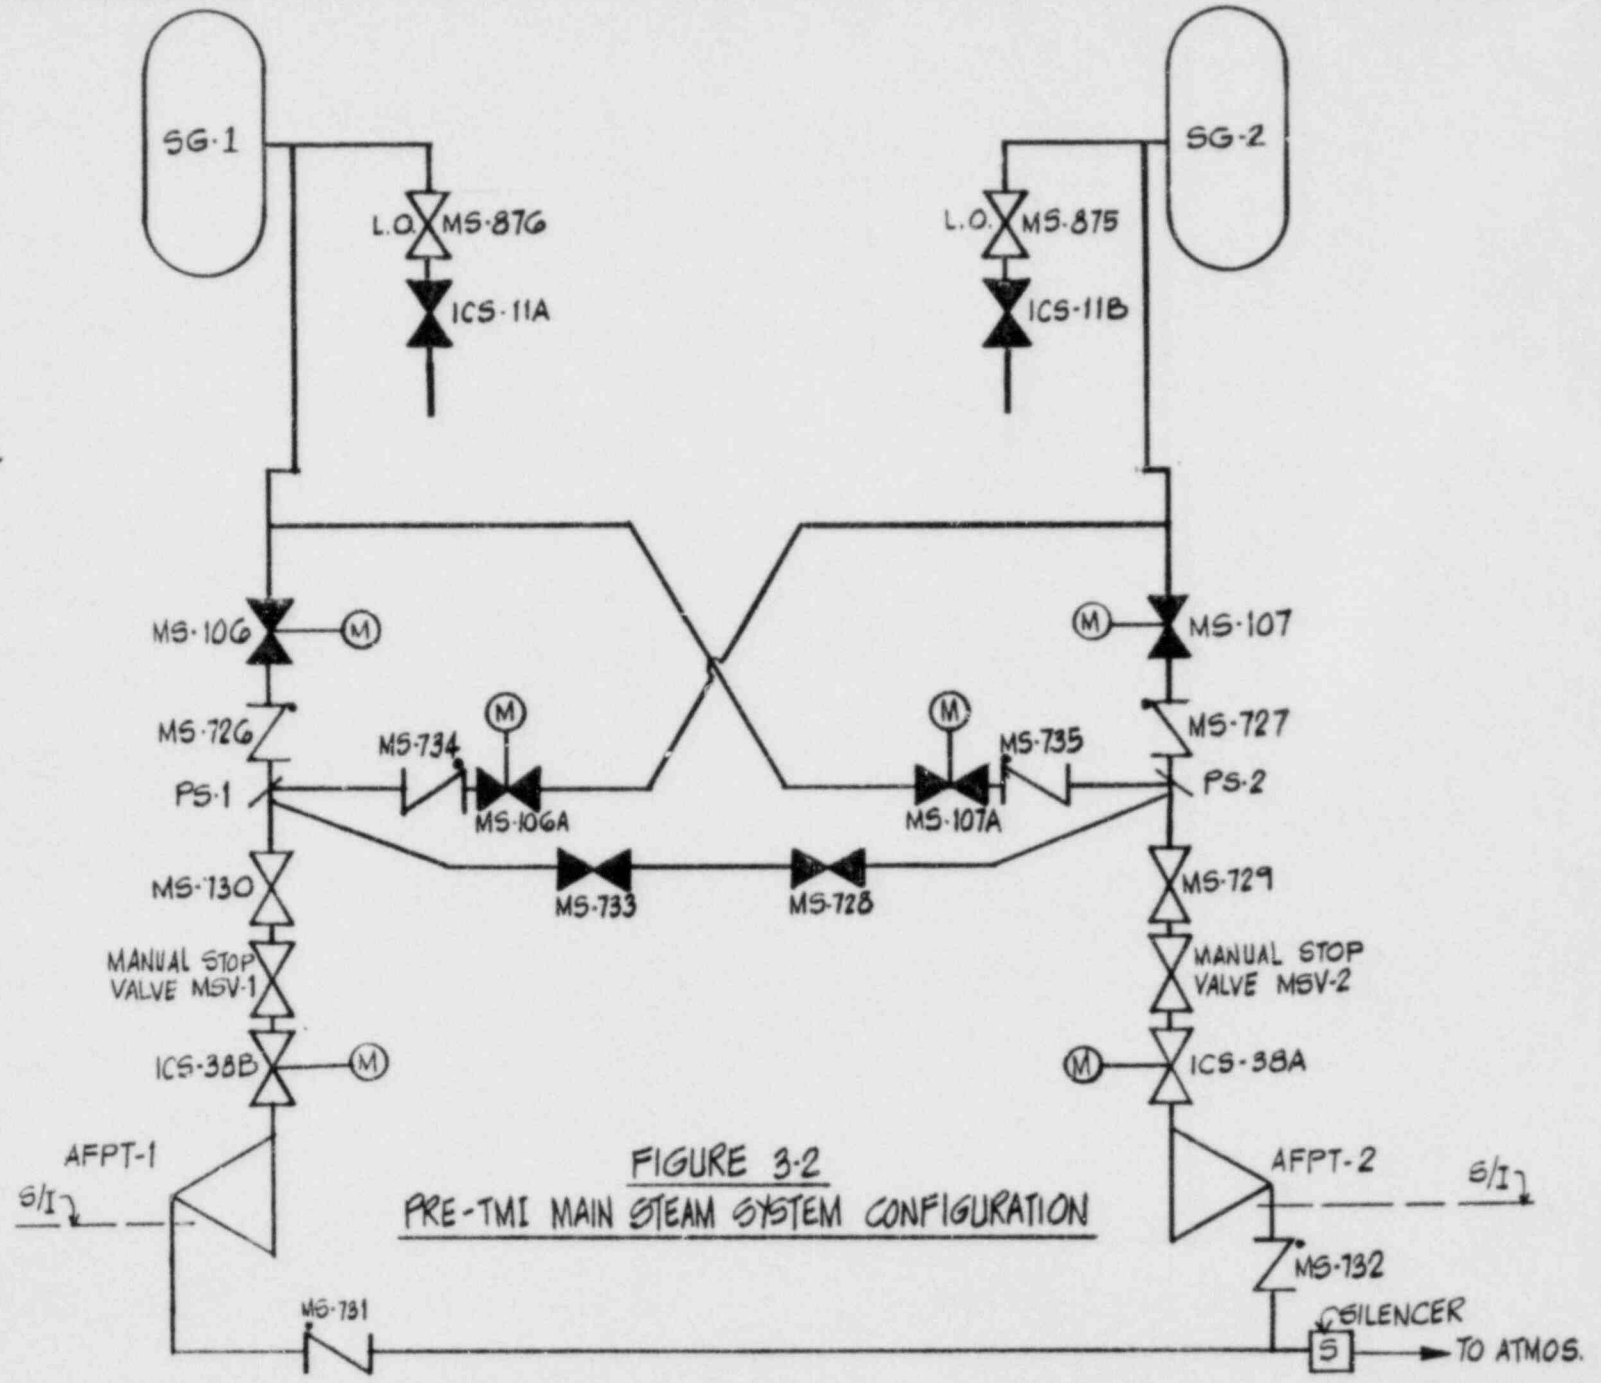 SG-1
SG-2
L.O. MS-876
L.O. MS-875
ICS-11A
ICS-11B
MS-106
M
M
MS-107
MS-726
MS-734
M
M
MS-735
MS-727
PS-1
PS-2
MS-106A
MS-107A
MS-730
MS-733
MS-728
MS-729
MANUAL STOP
VALVE MSV-1
MANUAL STOP
VALVE MSV-2
ICS-38B
M
M
ICS-38A
AFPT-1
AFPT-2
S/I
S/I
FIGURE 3-2
PRE-TMI MAIN STEAM SYSTEM CONFIGURATION
MS-732
MS-731
SILENCER
S
TO ATMOS.